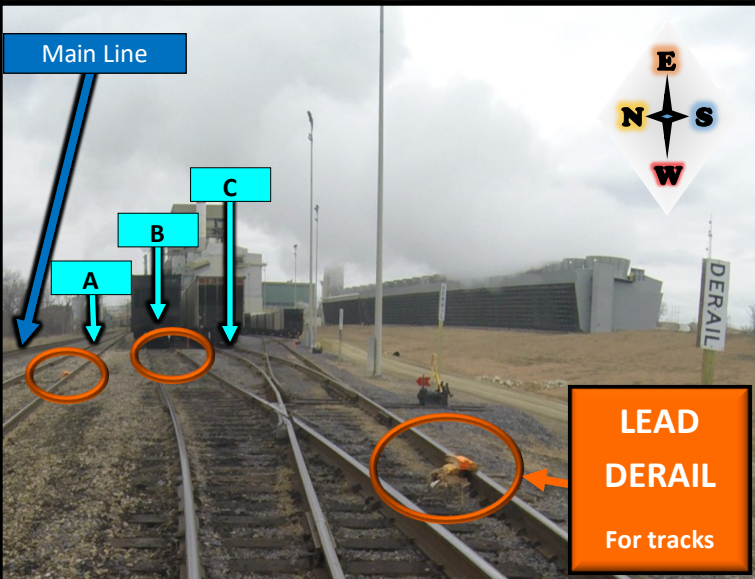 Main Line
E
N S
W
C
B
A
DERAIL
LEAD
DERAIL
For tracks